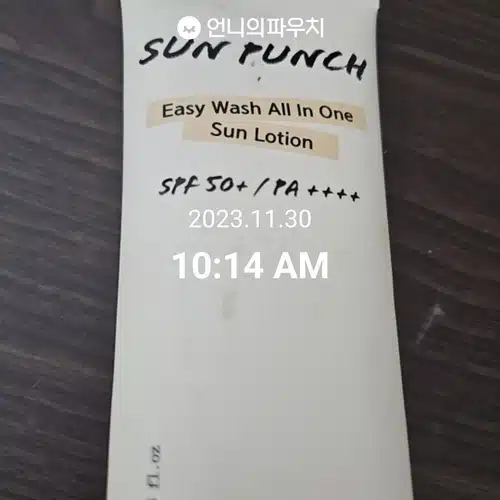 언니의파우치
SUN PUNCH
Easy Wash All In One
Sun Lotion
SPF 50+ / PA ++++
2023.11.30
10:14 AM
fl.oz